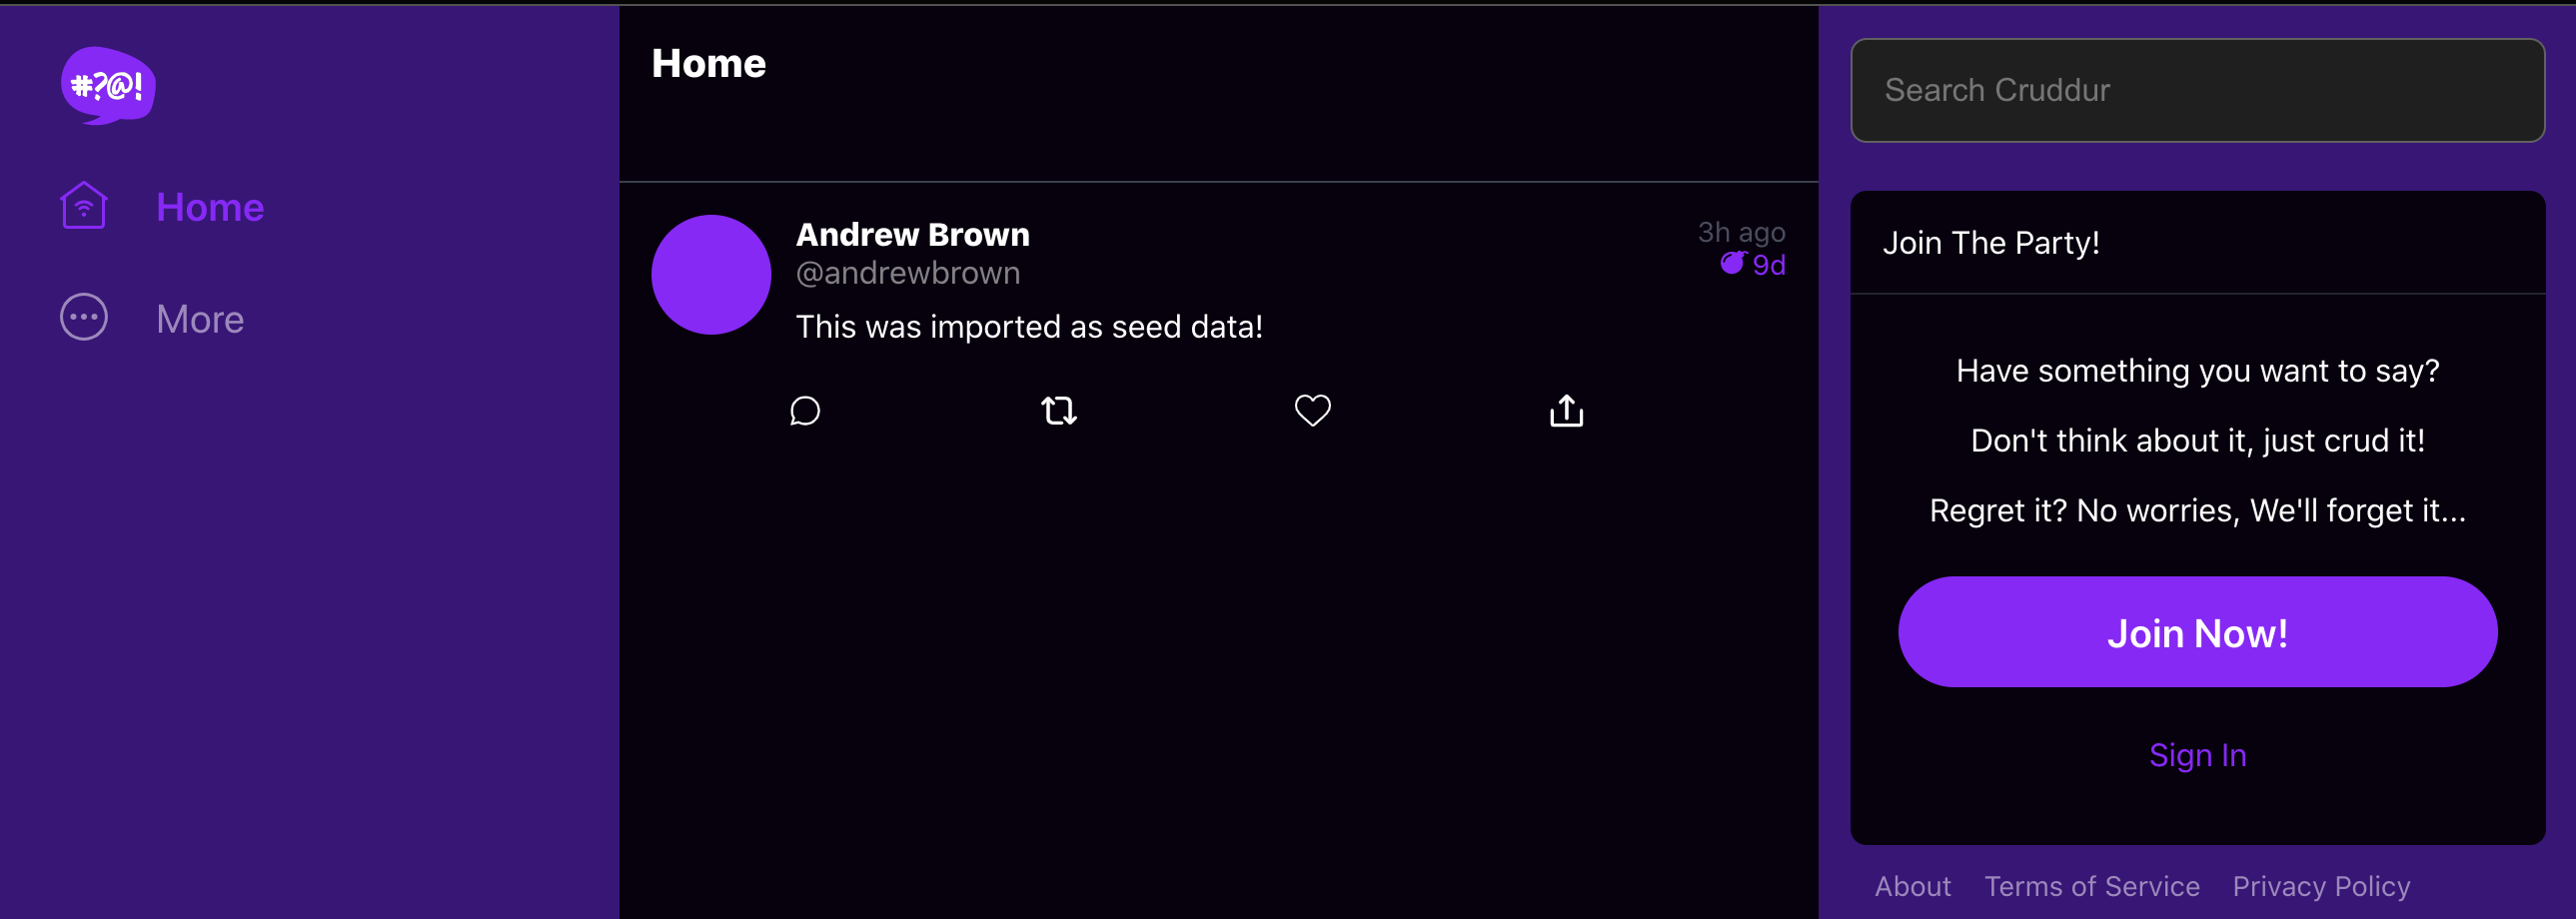 #?@!
Home
More
Home
Andrew Brown
@andrewbrown
3h ago
9d
This was imported as seed data!
Search Cruddur
Join The Party!
Have something you want to say?
Don't think about it, just crud it!
Regret it? No worries, We'll forget it...
Join Now!
Sign In
About Terms of Service Privacy Policy